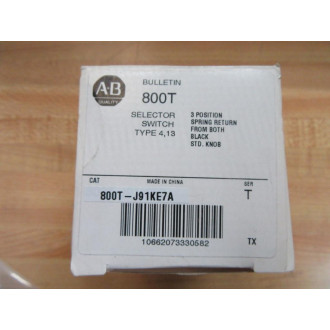 A-B
QUALITY
BULLETIN
800T
SELECTOR
SWITCH
TYPE 4,13
3 POSITION
SPRING RETURN
FROM BOTH
BLACK
STD. KNOB
CAT
MADE IN CHINA
SER
800T-J91KE7A
T
10662073330582
TX